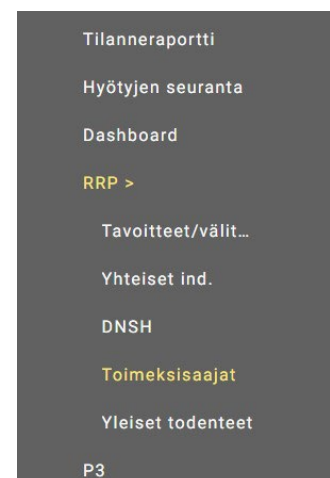 Tilanneraportti
Hyötyjen seuranta
Dashboard
RRP >
Tavoitteet/välit…
Yhteiset ind.
DNSH
Toimeksisaajat
Yleiset todenteet
P3